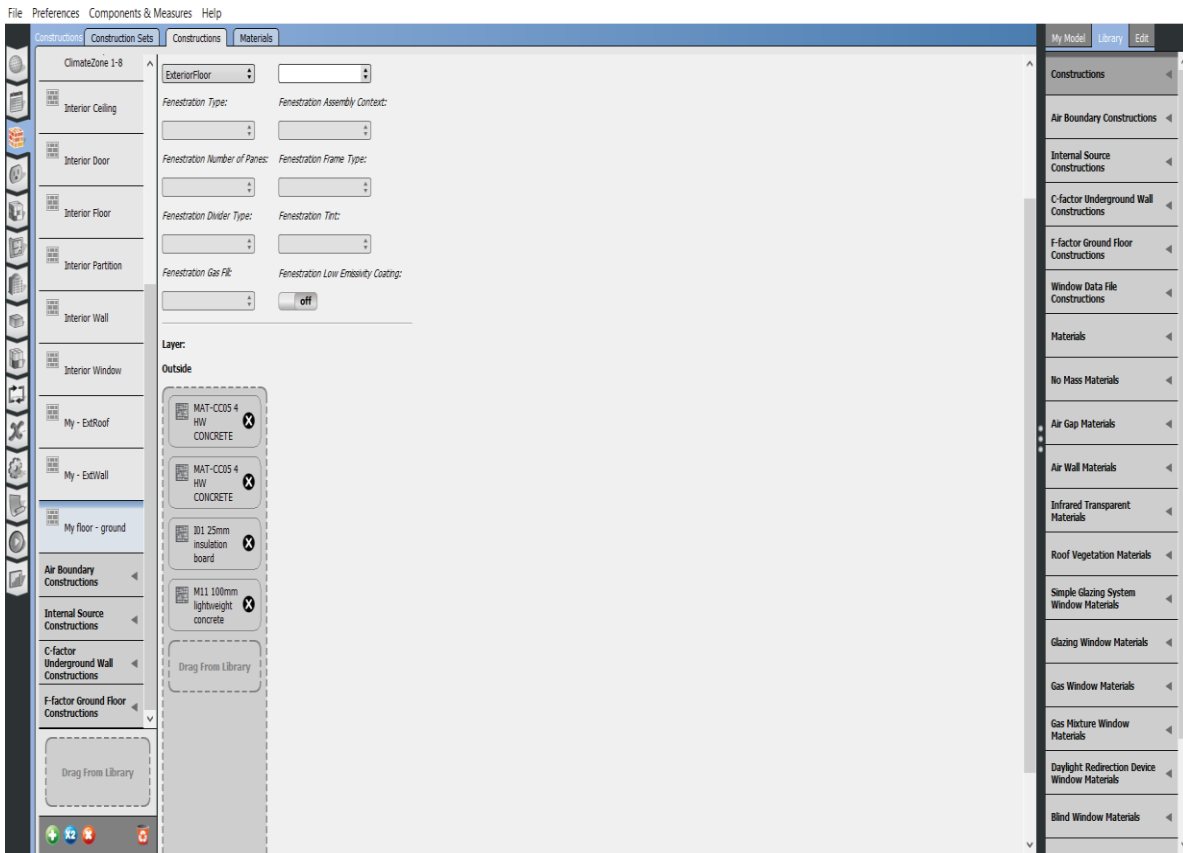 File Preferences Components & Measures Help
Constructions Construction Sets Constructions Materials
My Model Library Edit
ClimateZone 1-8
Interior Ceiling
Interior Door
Interior Floor
Interior Partition
Interior Wall
Interior Window
My - ExtRoof
My - ExtWall
My floor - ground
Air Boundary
Constructions
Internal Source
Constructions
C-factor
Underground Wall
Constructions
F-factor Ground Floor
Constructions
Drag From Library
x2
ExteriorFloor
Fenestration Type: Fenestration Assembly Context:
Fenestration Number of Panes: Fenestration Frame Type:
Fenestration Divider Type: Fenestration Tint:
Fenestration Gas Fill: Fenestration Low Emissivity Coating:
off
Layer:
Outside
MAT-CC05 4
HW
CONCRETE
MAT-CC05 4
HW
CONCRETE
I01 25mm
insulation
board
M11 100mm
lightweight
concrete
Drag From Library
Constructions
Air Boundary Constructions
Internal Source
Constructions
C-factor Underground Wall
Constructions
F-factor Ground Floor
Constructions
Window Data File
Constructions
Materials
No Mass Materials
Air Gap Materials
Air Wall Materials
Infrared Transparent
Materials
Roof Vegetation Materials
Simple Glazing System
Window Materials
Glazing Window Materials
Gas Window Materials
Gas Mixture Window
Materials
Daylight Redirection Device
Window Materials
Blind Window Materials